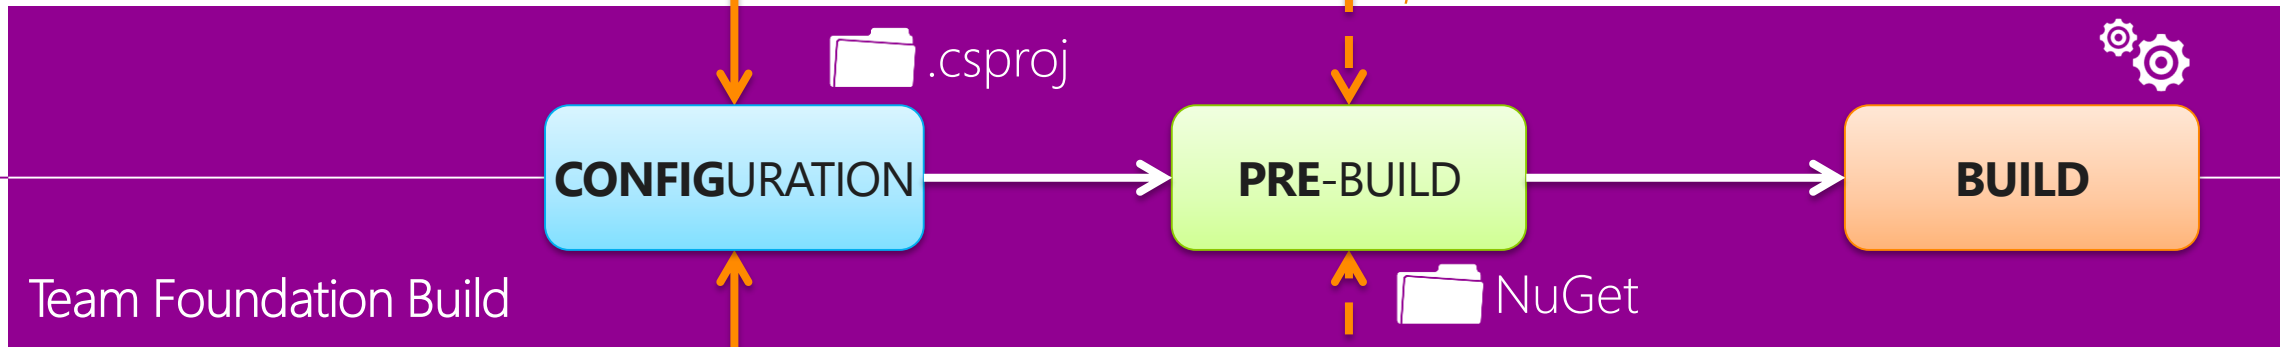 .csproj
CONFIGURATION
PRE-BUILD
BUILD
Team Foundation Build
NuGet